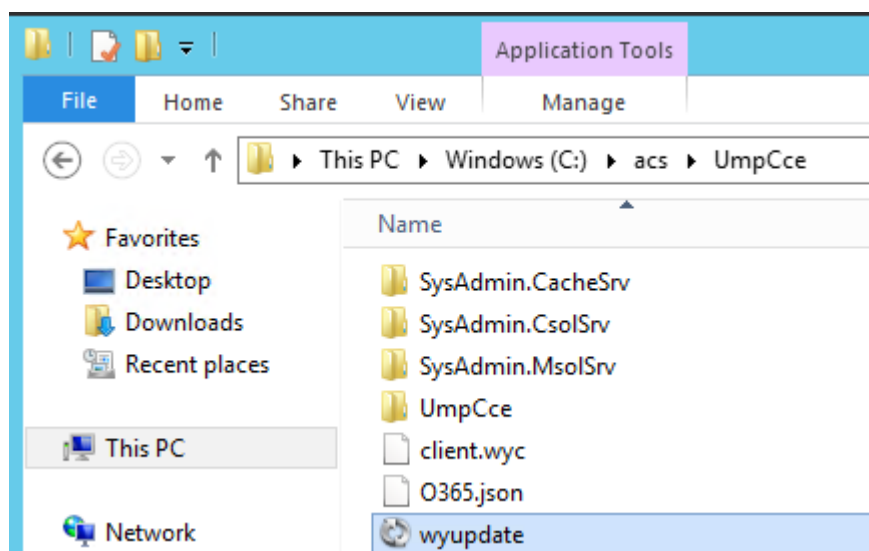 Application Tools
File Home Share View Manage
This PC Windows (C:) acs UmpCce
Favorites
Desktop
Downloads
Recent places
This PC
Network
Name
SysAdmin.CacheSrv
SysAdmin.CsolSrv
SysAdmin.MsolSrv
UmpCce
client.wyc
O365.json
wyupdate